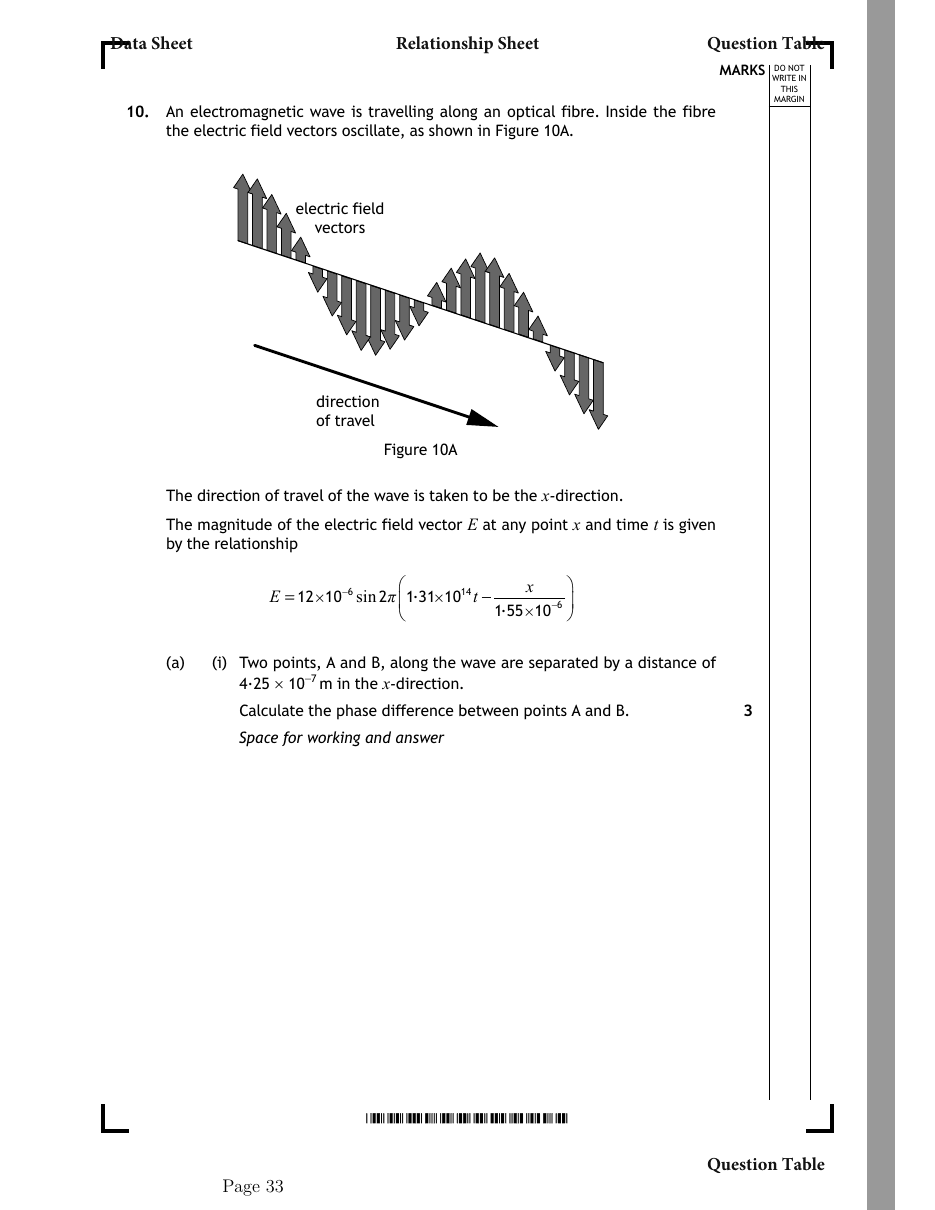 Data Sheet Relationship Sheet Question Table
MARKS DO NOT
WRITE IN
THIS
MARGIN
10. An electromagnetic wave is travelling along an optical fibre. Inside the fibre
the electric field vectors oscillate, as shown in Figure 10A.
electric field
vectors
direction
of travel
Figure 10A
The direction of travel of the wave is taken to be the x-direction.
The magnitude of the electric field vector E at any point x and time t is given
by the relationship
E = 12×10⁻⁶ sin 2π(1·31×10¹⁴ t − x / 1·55×10⁻⁶)
(a) (i) Two points, A and B, along the wave are separated by a distance of
4·25 × 10⁻⁷ m in the x-direction.
Calculate the phase difference between points A and B. 3
Space for working and answer
Question Table
Page 33